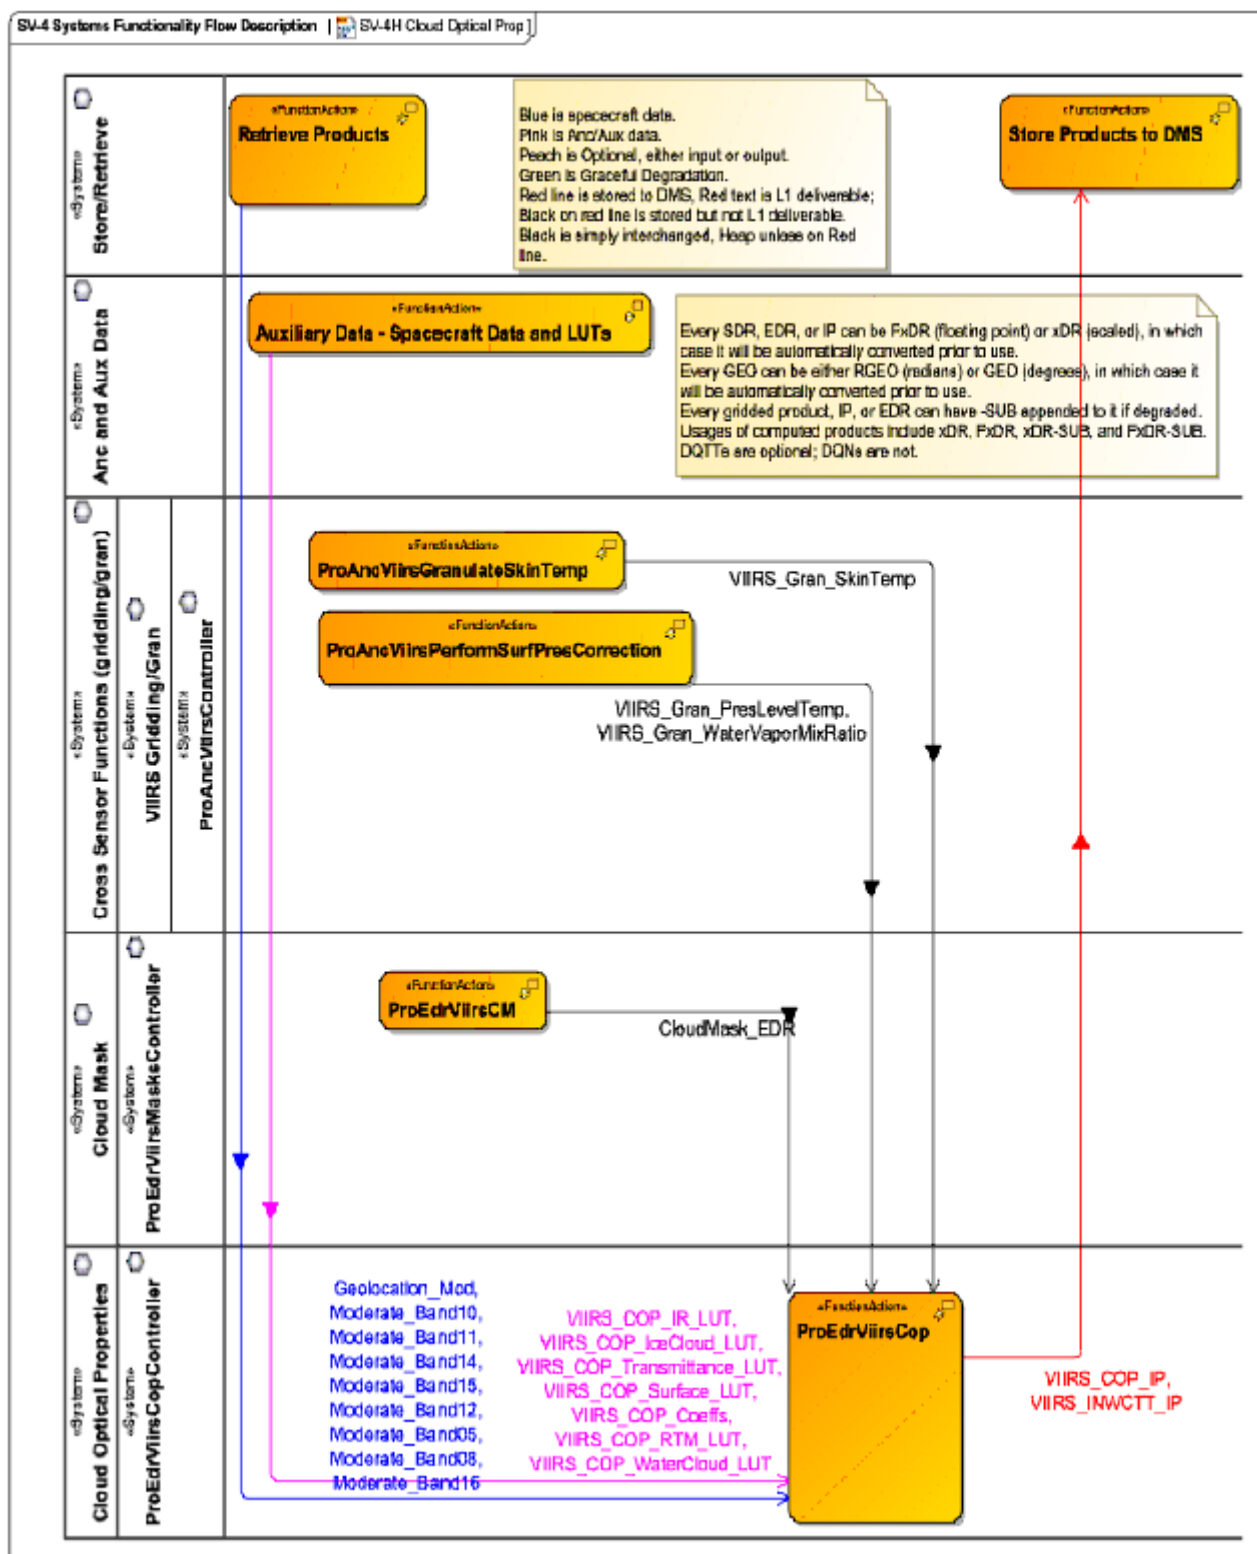 SV-4 Systems Functionality Flow Description | SV-4H Cloud Optical Prop ]
«System»
Store/Retrieve
«FunctionAction»
Retrieve Products
Blue is spacecraft data.
Pink is Anc/Aux data.
Peach is Optional, either input or output.
Green is Graceful Degradation.
Red line is stored to DMS, Red text is L1 deliverable;
Black on red line is stored but not L1 deliverable.
Black is simply interchanged, Heap unless on Red
line.
«FunctionAction»
Store Products to DMS
«System»
Anc and Aux Data
«FunctionAction»
Auxiliary Data - Spacecraft Data and LUTs
Every SDR, EDR, or IP can be FxDR (floating point) or xDR (scaled), in which
case it will be automatically converted prior to use.
Every GEO can be either RGEO (radians) or GEO (degrees), in which case it
will be automatically converted prior to use.
Every gridded product, IP, or EDR can have -SUB appended to it if degraded.
Usages of computed products include xDR, FxDR, xDR-SUB, and FxDR-SUB.
DQTTs are optional; DQNs are not.
«System»
Cross Sensor Functions (gridding/gran)
«System»
VIIRS Gridding/Gran
«System»
ProAncViirsController
«FunctionAction»
ProAncViirsGranulateSkinTemp
VIIRS_Gran_SkinTemp
«FunctionAction»
ProAncViirsPerformSurfPresCorrection
VIIRS_Gran_PresLevelTemp,
VIIRS_Gran_WaterVaporMixRatio
«System»
Cloud Mask
«System»
ProEdrViirsMasksController
«FunctionAction»
ProEdrViirsCM
CloudMask_EDR
«System»
Cloud Optical Properties
«System»
ProEdrViirsCopController
Geolocation_Mod,
Moderate_Band10,
Moderate_Band11,
Moderate_Band14,
Moderate_Band15,
Moderate_Band12,
Moderate_Band05,
Moderate_Band08,
Moderate_Band16
VIIRS_COP_IR_LUT,
VIIRS_COP_IceCloud_LUT,
VIIRS_COP_Transmittance_LUT,
VIIRS_COP_Surface_LUT,
VIIRS_COP_Coeffs,
VIIRS_COP_RTM_LUT,
VIIRS_COP_WaterCloud_LUT
«FunctionAction»
ProEdrViirsCop
VIIRS_COP_IP,
VIIRS_INWCTT_IP